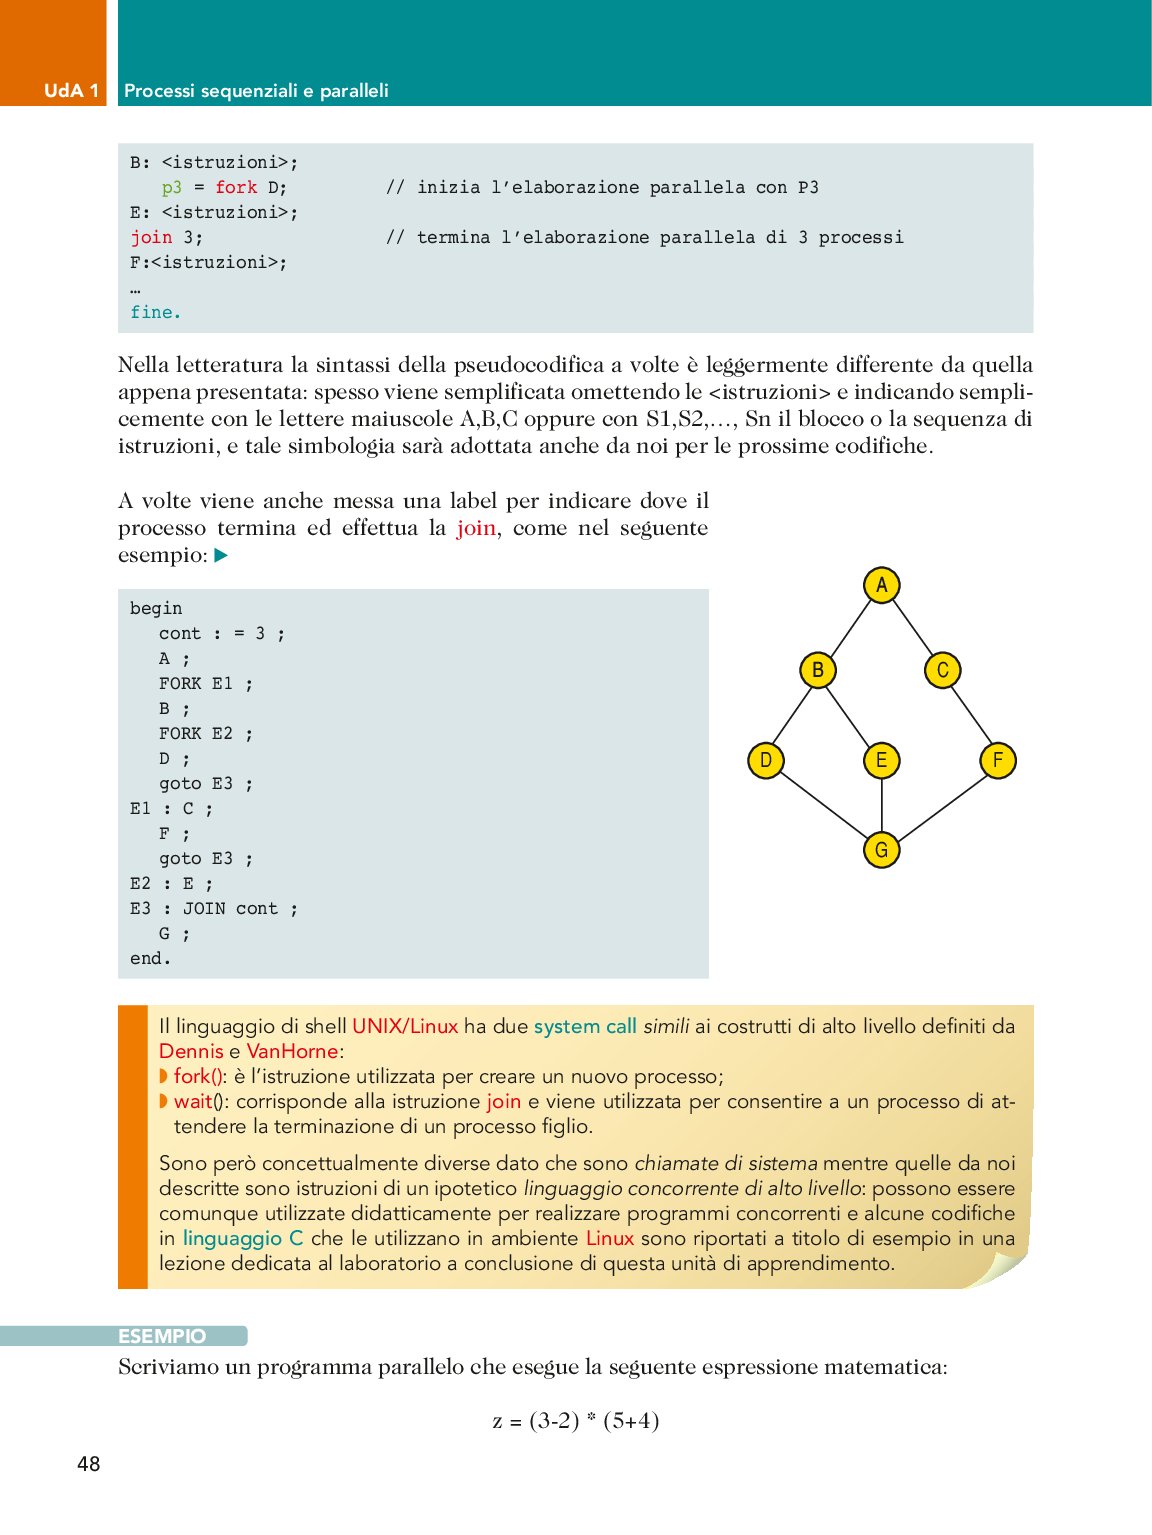 UdA 1 Processi sequenziali e paralleli
B: <istruzioni>;
p3 = fork D; // inizia l'elaborazione parallela con P3
E: <istruzioni>;
join 3; // termina l'elaborazione parallela di 3 processi
F:<istruzioni>;
…
fine.
Nella letteratura la sintassi della pseudocodifica a volte è leggermente differente da quella
appena presentata: spesso viene semplificata omettendo le <istruzioni> e indicando sempli-
cemente con le lettere maiuscole A,B,C oppure con S1,S2,…, Sn il blocco o la sequenza di
istruzioni, e tale simbologia sarà adottata anche da noi per le prossime codifiche.
A volte viene anche messa una label per indicare dove il
processo termina ed effettua la join, come nel seguente
esempio:
begin
cont : = 3 ;
A ;
FORK E1 ;
B ;
FORK E2 ;
D ;
goto E3 ;
E1 : C ;
F ;
goto E3 ;
E2 : E ;
E3 : JOIN cont ;
G ;
end.
A
B C
D E F
G
Il linguaggio di shell UNIX/Linux ha due system call simili ai costrutti di alto livello definiti da
Dennis e VanHorne:
fork(): è l'istruzione utilizzata per creare un nuovo processo;
wait(): corrisponde alla istruzione join e viene utilizzata per consentire a un processo di at-
tendere la terminazione di un processo figlio.
Sono però concettualmente diverse dato che sono chiamate di sistema mentre quelle da noi
descritte sono istruzioni di un ipotetico linguaggio concorrente di alto livello: possono essere
comunque utilizzate didatticamente per realizzare programmi concorrenti e alcune codifiche
in linguaggio C che le utilizzano in ambiente Linux sono riportati a titolo di esempio in una
lezione dedicata al laboratorio a conclusione di questa unità di apprendimento.
ESEMPIO
Scriviamo un programma parallelo che esegue la seguente espressione matematica:
z = (3-2) * (5+4)
48